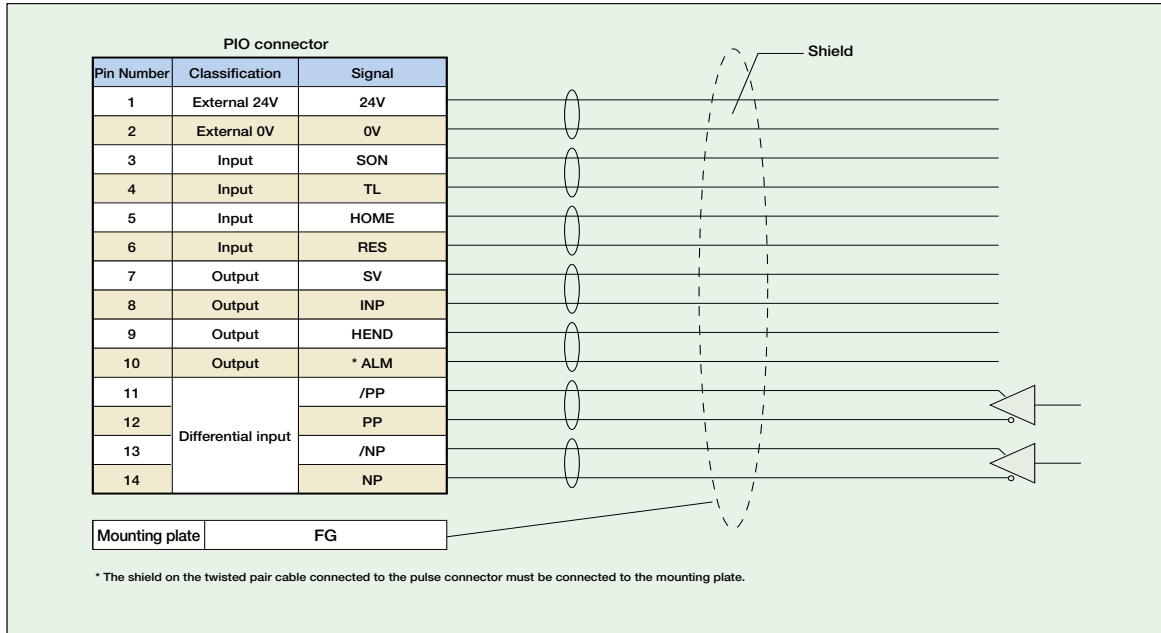 PIO connector
Shield
Pin Number Classification Signal
1 External 24V 24V
2 External 0V 0V
3 Input SON
4 Input TL
5 Input HOME
6 Input RES
7 Output SV
8 Output INP
9 Output HEND
10 Output * ALM
11 /PP
12 PP
Differential input
13 /NP
14 NP
Mounting plate FG
* The shield on the twisted pair cable connected to the pulse connector must be connected to the mounting plate.